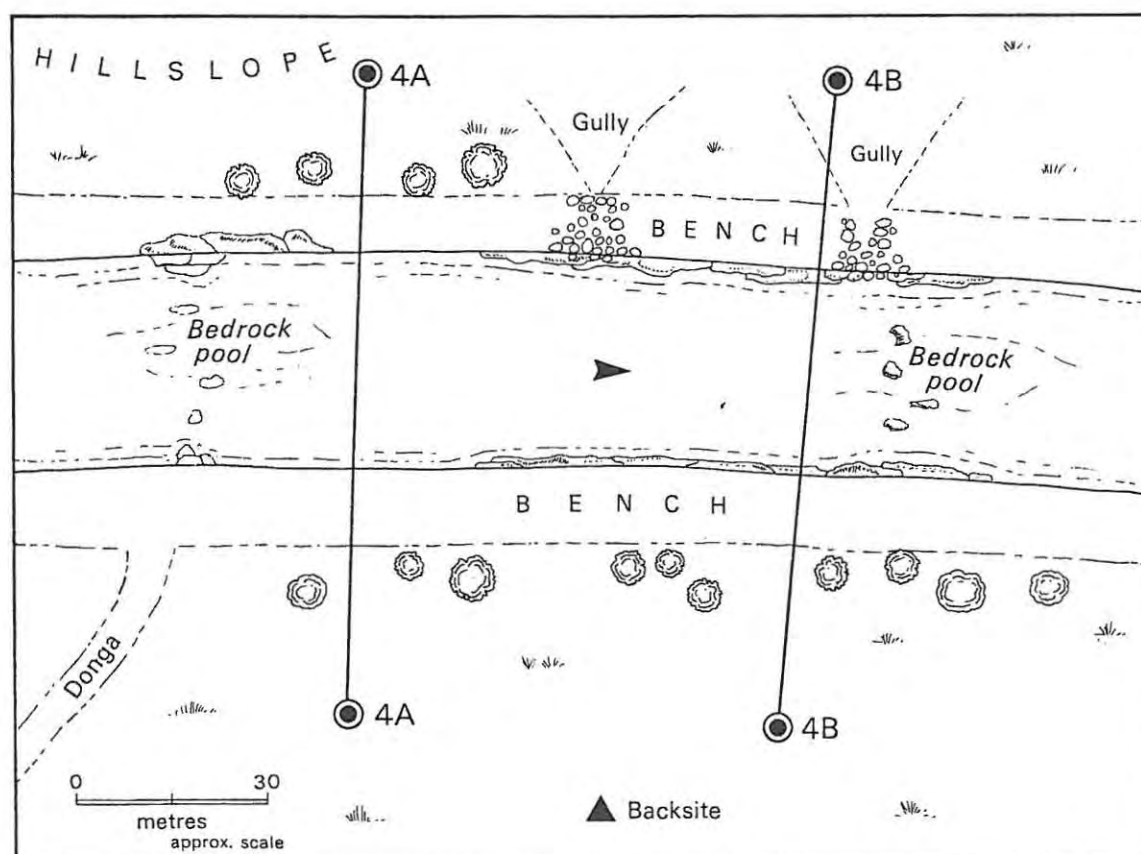 HILLSLOPE
4A
4B
Gully
Gully
BENCH
Bedrock
pool
Bedrock
pool
BENCH
Donga
4A
4B
0 30
metres
approx. scale
Backsite